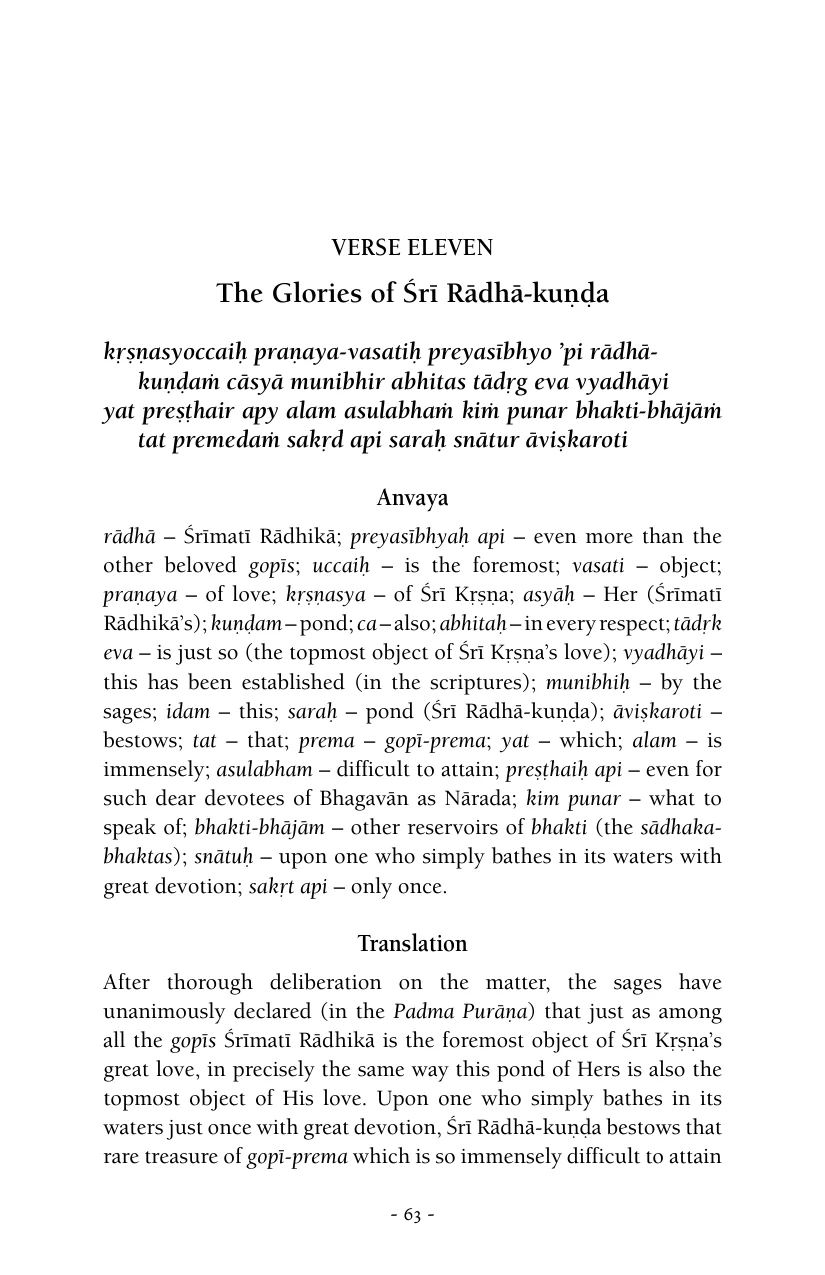 VERSE ELEVEN
The Glories of Śrī Rādhā-kuṇḍa
kṛṣṇasyoccaiḥ praṇaya-vasatiḥ preyasībhyo ’pi rādhā-
kuṇḍaṁ cāsyā munibhir abhitas tādṛg eva vyadhāyi
yat preṣṭhair apy alam asulabhaṁ kiṁ punar bhakti-bhājāṁ
tat premedaṁ sakṛd api saraḥ snātur āviṣkaroti
Anvaya
rādhā – Śrīmatī Rādhikā; preyasībhyaḥ api – even more than the
other beloved gopīs; uccaiḥ – is the foremost; vasati – object;
praṇaya – of love; kṛṣṇasya – of Śrī Kṛṣṇa; asyāḥ – Her (Śrīmatī
Rādhikā’s); kuṇḍam – pond; ca – also; abhitaḥ – in every respect; tādṛk
eva – is just so (the topmost object of Śrī Kṛṣṇa’s love); vyadhāyi –
this has been established (in the scriptures); munibhiḥ – by the
sages; idam – this; saraḥ – pond (Śrī Rādhā-kuṇḍa); āviṣkaroti –
bestows; tat – that; prema – gopī-prema; yat – which; alam – is
immensely; asulabham – difficult to attain; preṣṭhaiḥ api – even for
such dear devotees of Bhagavān as Nārada; kim punar – what to
speak of; bhakti-bhājām – other reservoirs of bhakti (the sādhaka-
bhaktas); snātuḥ – upon one who simply bathes in its waters with
great devotion; sakṛt api – only once.
Translation
After thorough deliberation on the matter, the sages have
unanimously declared (in the Padma Purāṇa) that just as among
all the gopīs Śrīmatī Rādhikā is the foremost object of Śrī Kṛṣṇa’s
great love, in precisely the same way this pond of Hers is also the
topmost object of His love. Upon one who simply bathes in its
waters just once with great devotion, Śrī Rādhā-kuṇḍa bestows that
rare treasure of gopī-prema which is so immensely difficult to attain
- 63 -